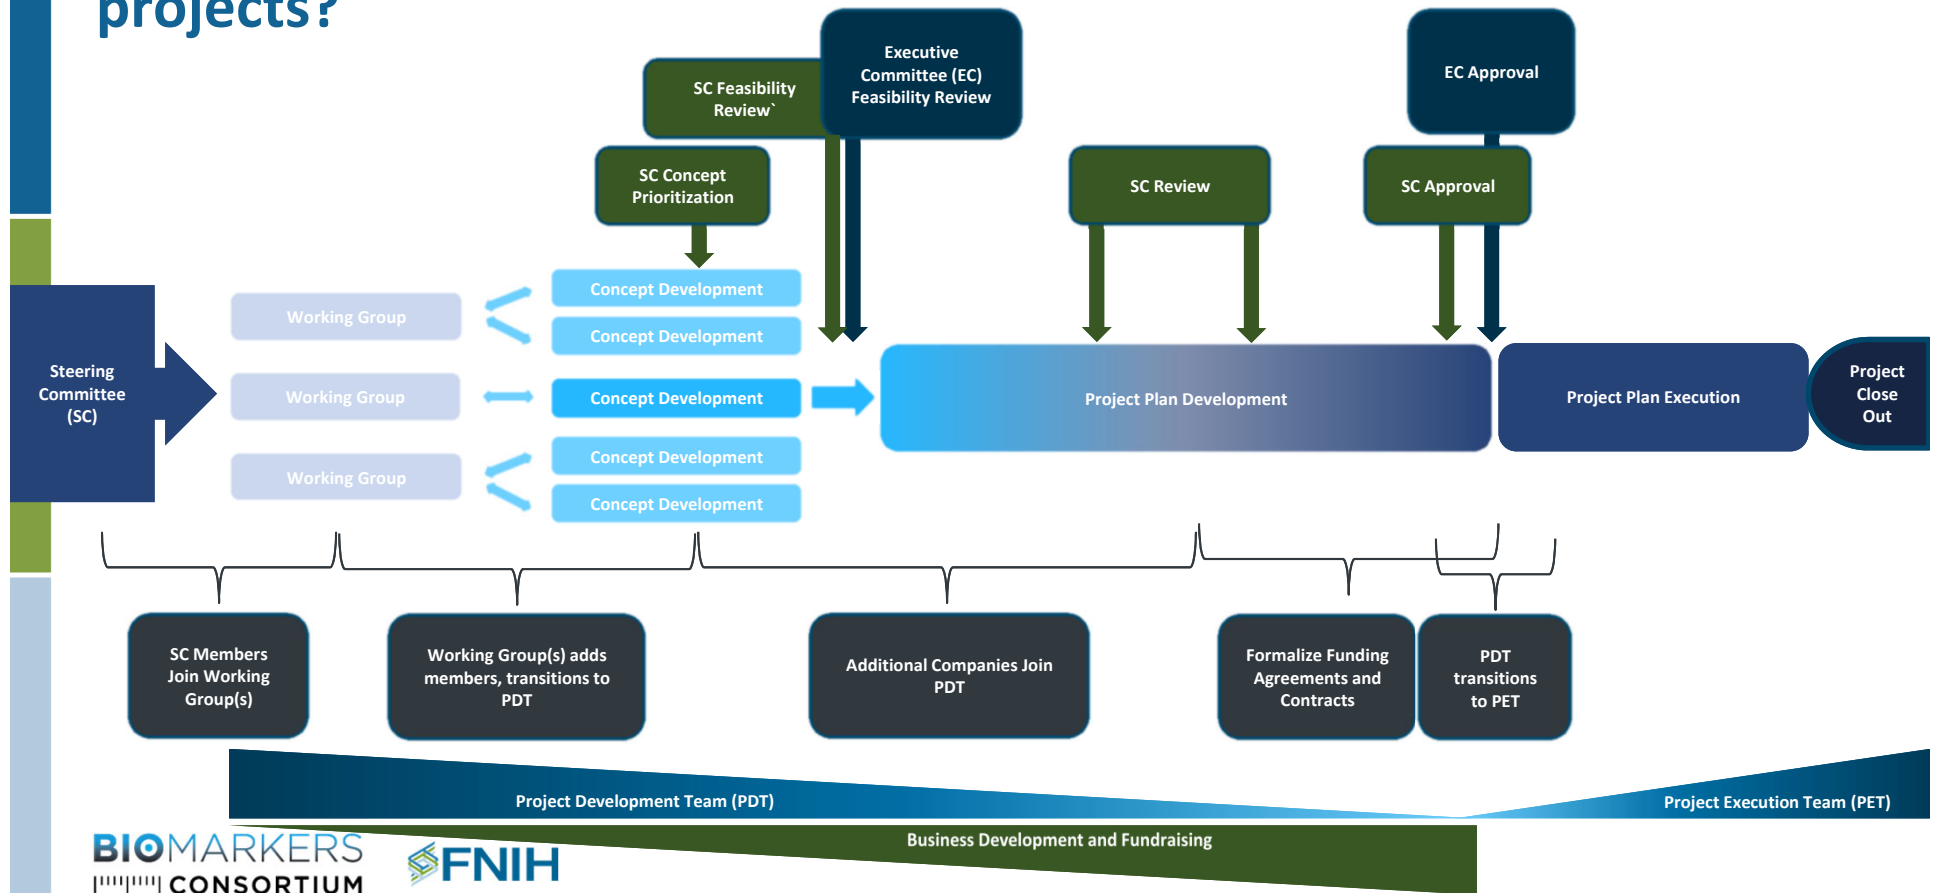 projects?
Executive
Committee (EC)
Feasibility Review
EC Approval
SC Feasibility
Review`
SC Concept
Prioritization
SC Review
SC Approval
Steering
Committee
(SC)
Working Group
Working Group
Working Group
Concept Development
Concept Development
Concept Development
Concept Development
Concept Development
Project Plan Development
Project Plan Execution
Project
Close
Out
SC Members
Join Working
Group(s)
Working Group(s) adds
members, transitions to
PDT
Additional Companies Join
PDT
Formalize Funding
Agreements and
Contracts
PDT
transitions
to PET
Project Development Team (PDT)
Project Execution Team (PET)
Business Development and Fundraising
BIOMARKERS
CONSORTIUM
FNIH